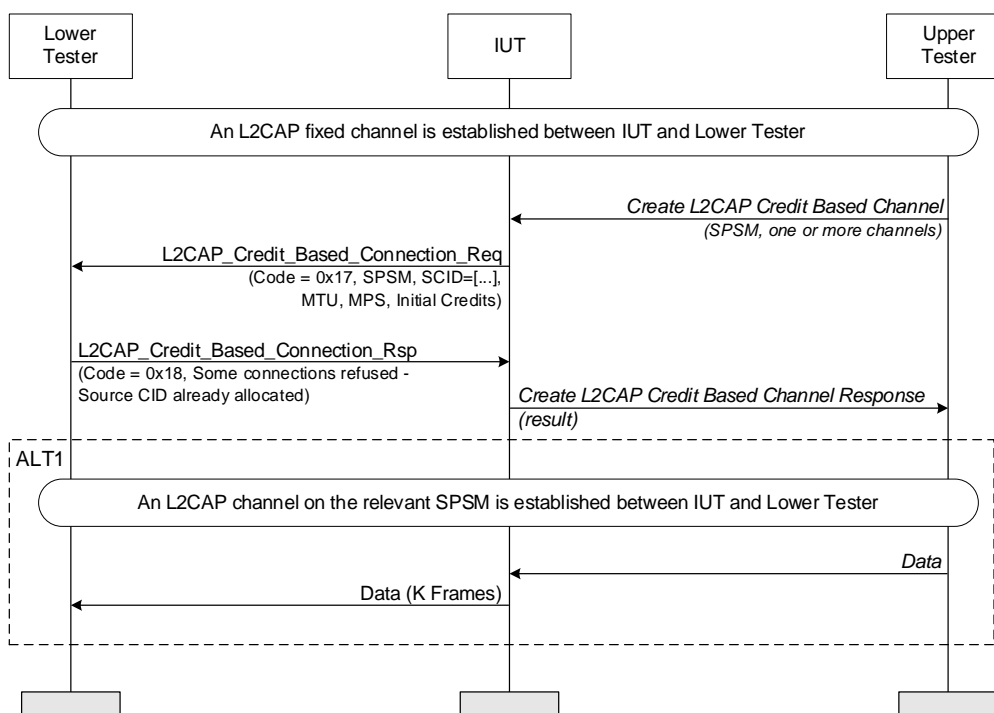 Lower
Tester
IUT
Upper
Tester
An L2CAP fixed channel is established between IUT and Lower Tester
Create L2CAP Credit Based Channel
(SPSM, one or more channels)
L2CAP_Credit_Based_Connection_Req
(Code = 0x17, SPSM, SCID=[...],
MTU, MPS, Initial Credits)
L2CAP_Credit_Based_Connection_Rsp
(Code = 0x18, Some connections refused -
Source CID already allocated)
Create L2CAP Credit Based Channel Response
(result)
ALT1
An L2CAP channel on the relevant SPSM is established between IUT and Lower Tester
Data
Data (K Frames)